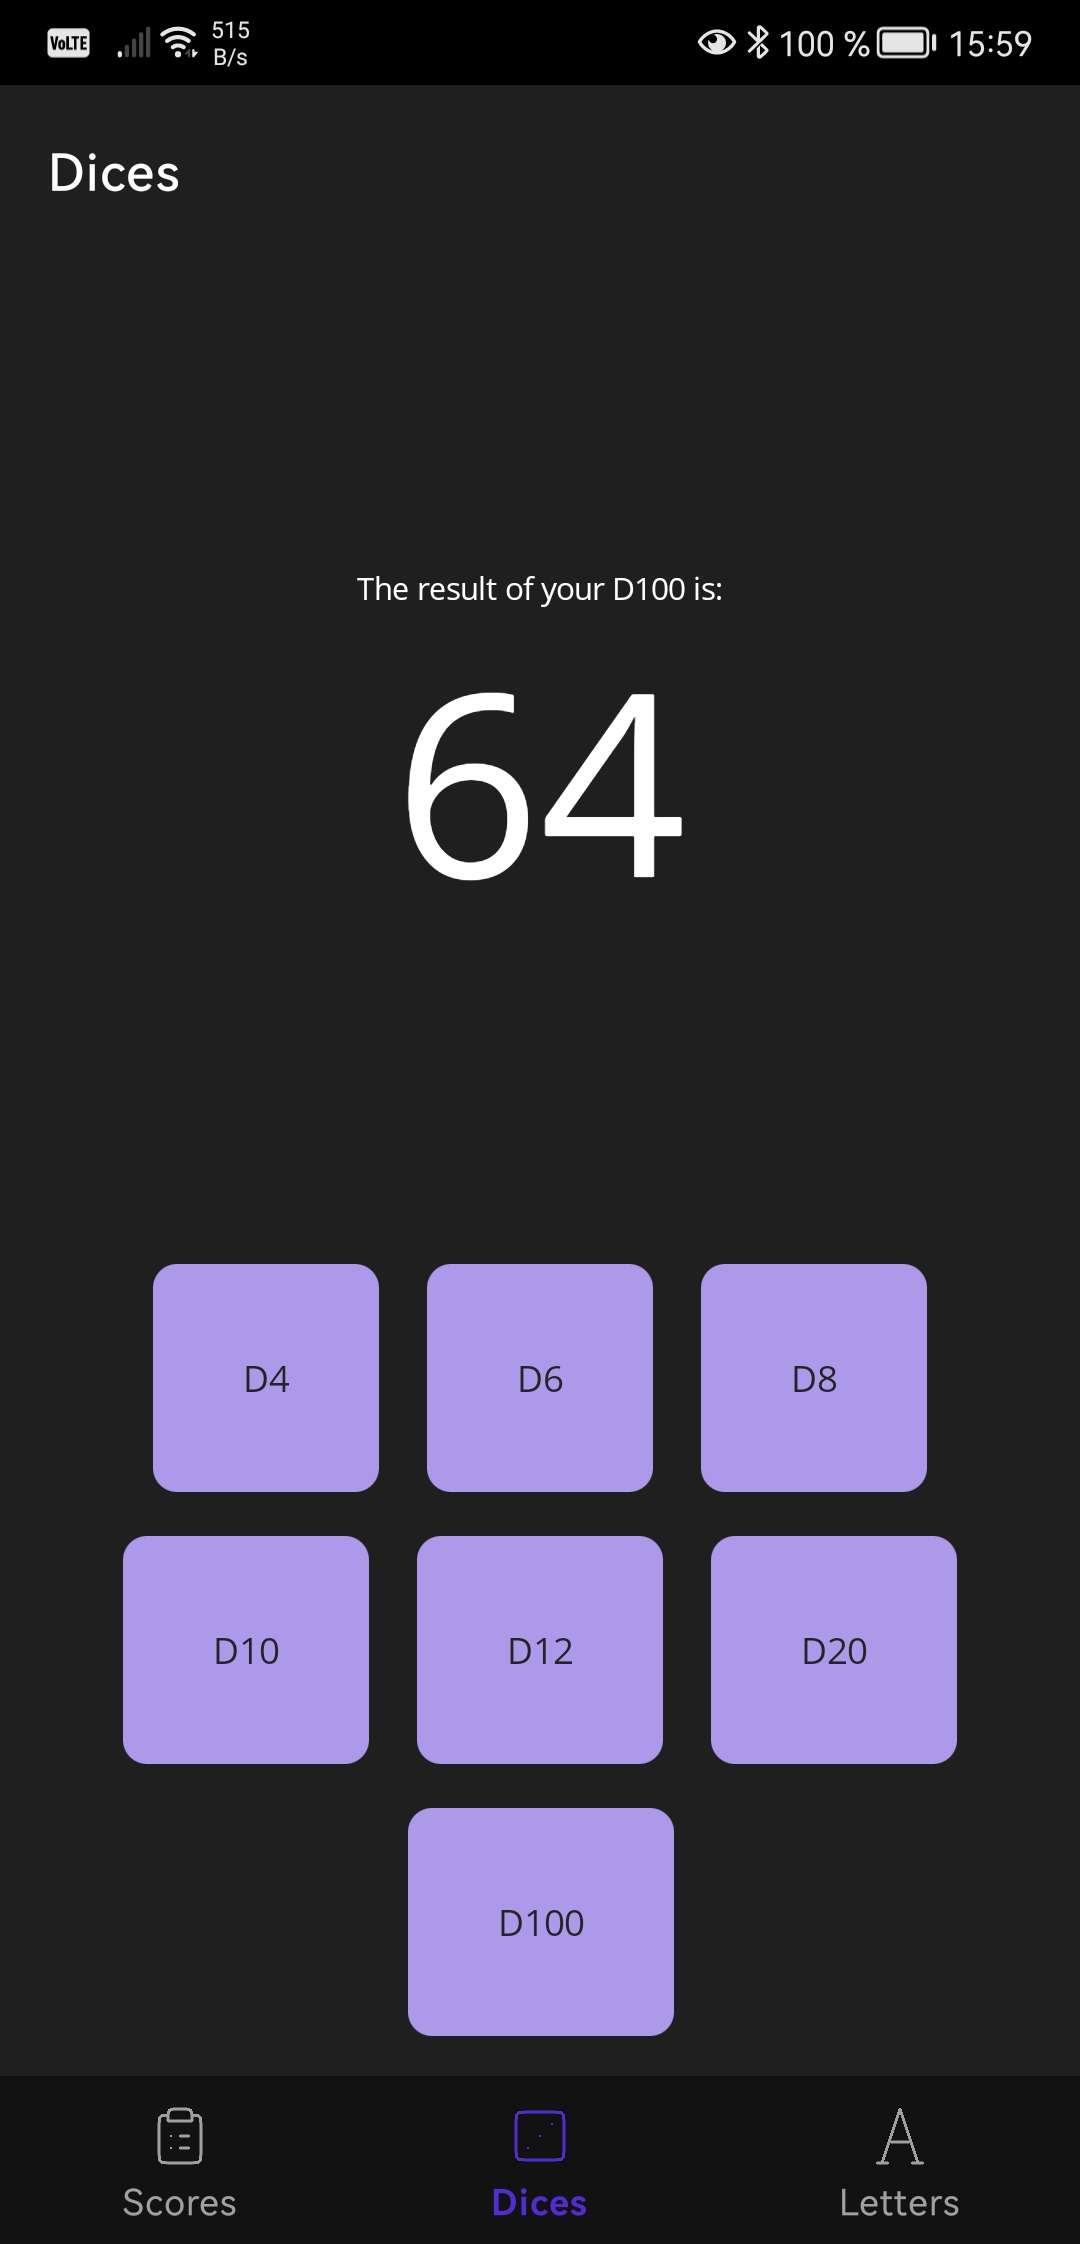 VoLTE 515 B/s 100 % 15:59
Dices
The result of your D100 is:
64
D4 D6 D8
D10 D12 D20
D100
Scores Dices Letters